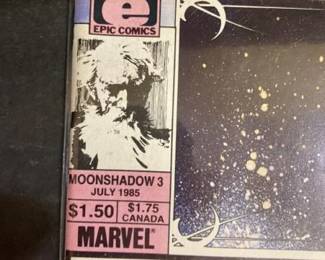 e
EPIC COMICS
MOONSHADOW 3
JULY 1985
$1.50 $1.75
CANADA
MARVEL®